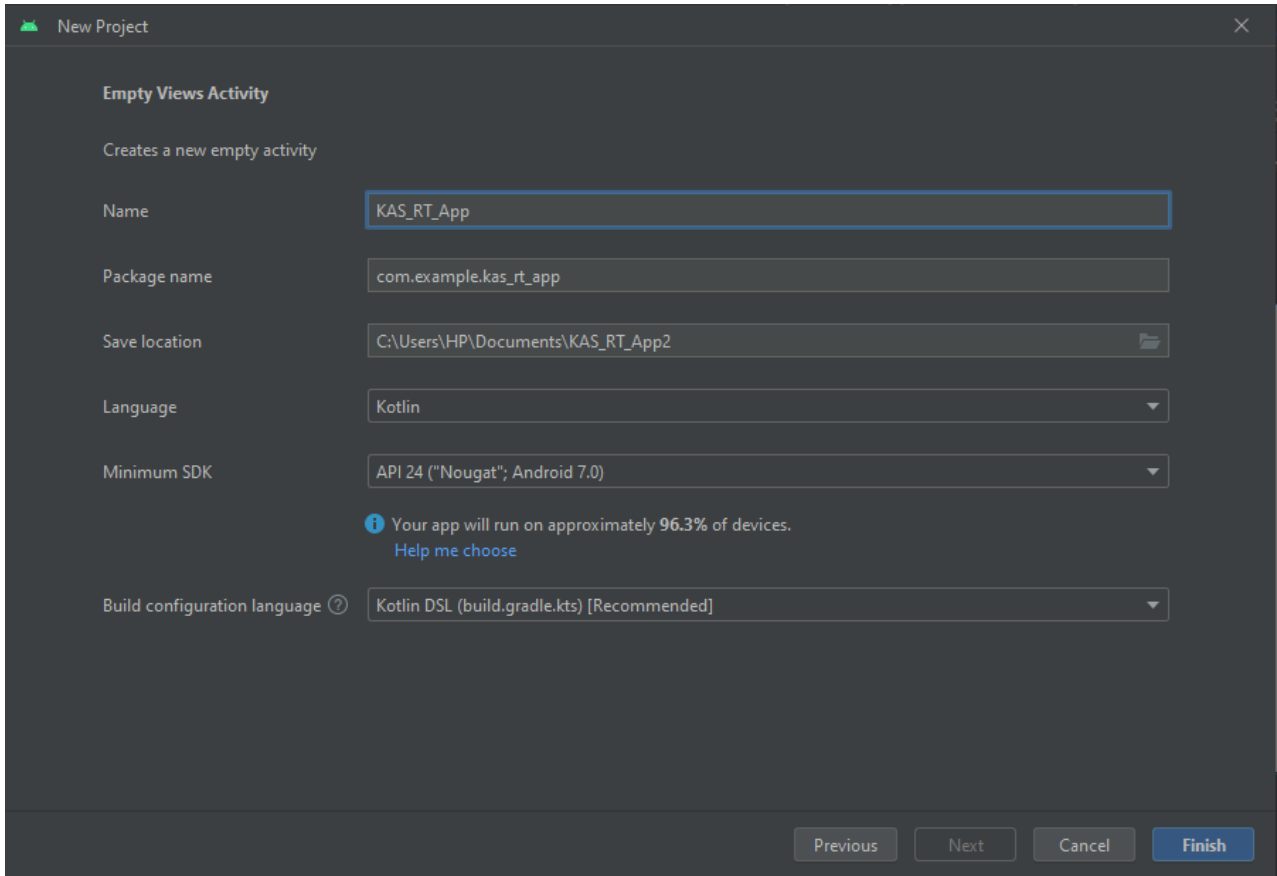 New Project
Empty Views Activity
Creates a new empty activity
Name KAS_RT_App
Package name com.example.kas_rt_app
Save location C:\Users\HP\Documents\KAS_RT_App2
Language Kotlin
Minimum SDK API 24 ("Nougat"; Android 7.0)
Your app will run on approximately 96.3% of devices.
Help me choose
Build configuration language Kotlin DSL (build.gradle.kts) [Recommended]
Previous Next Cancel Finish